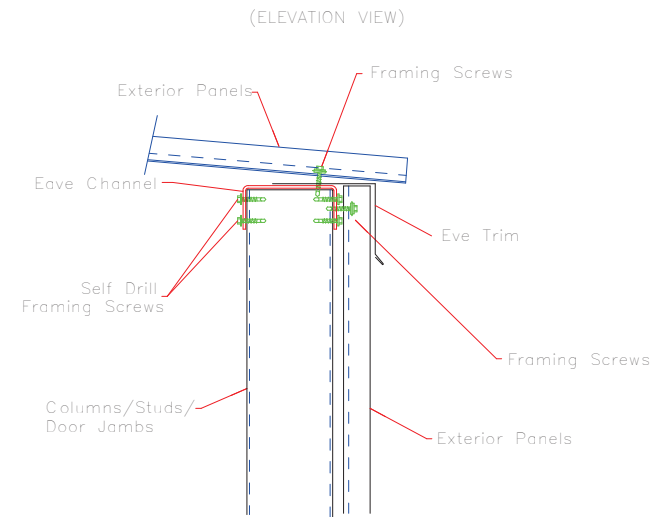 (ELEVATION VIEW)
Framing Screws
Exterior Panels
Eave Channel
Eve Trim
Self Drill
Framing Screws
Framing Screws
Columns/Studs/
Door Jambs
Exterior Panels